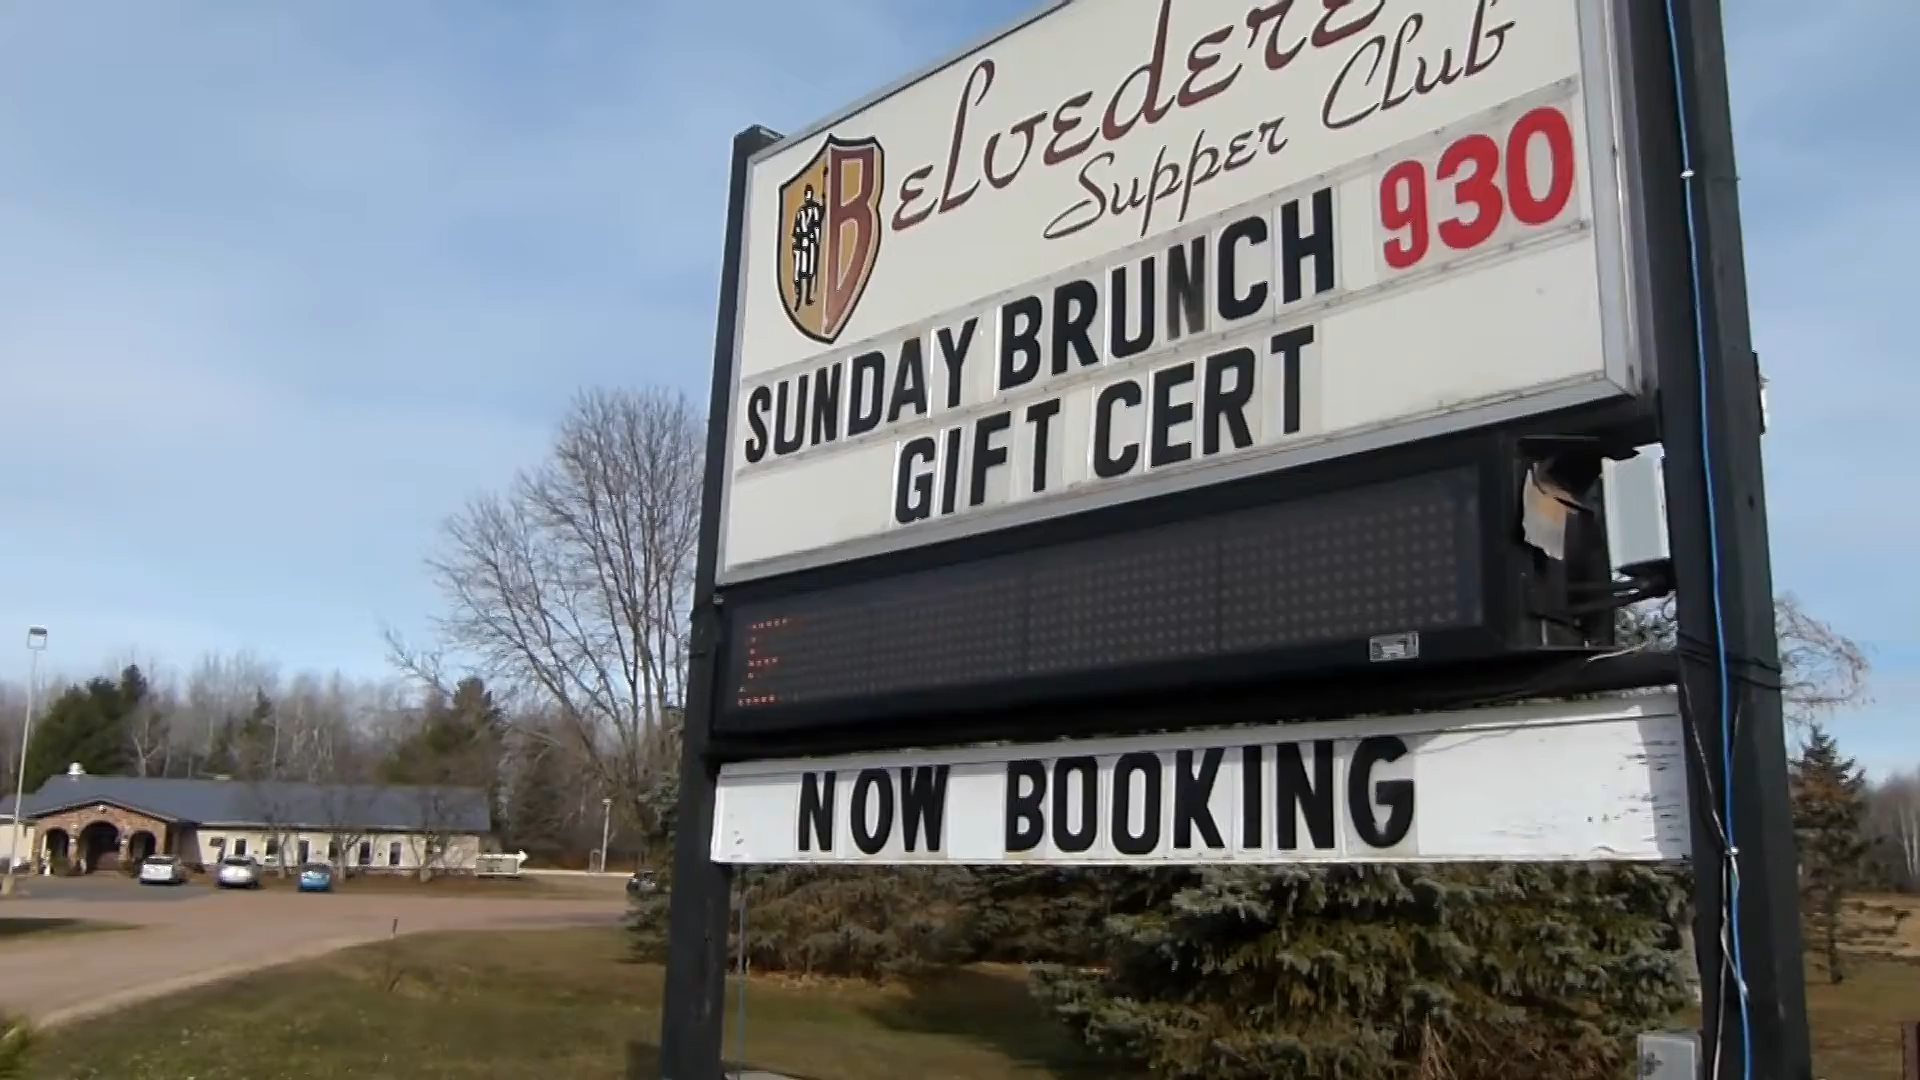 Belvedere
Supper Club
SUNDAY BRUNCH 930
GIFT CERT
NOW BOOKING